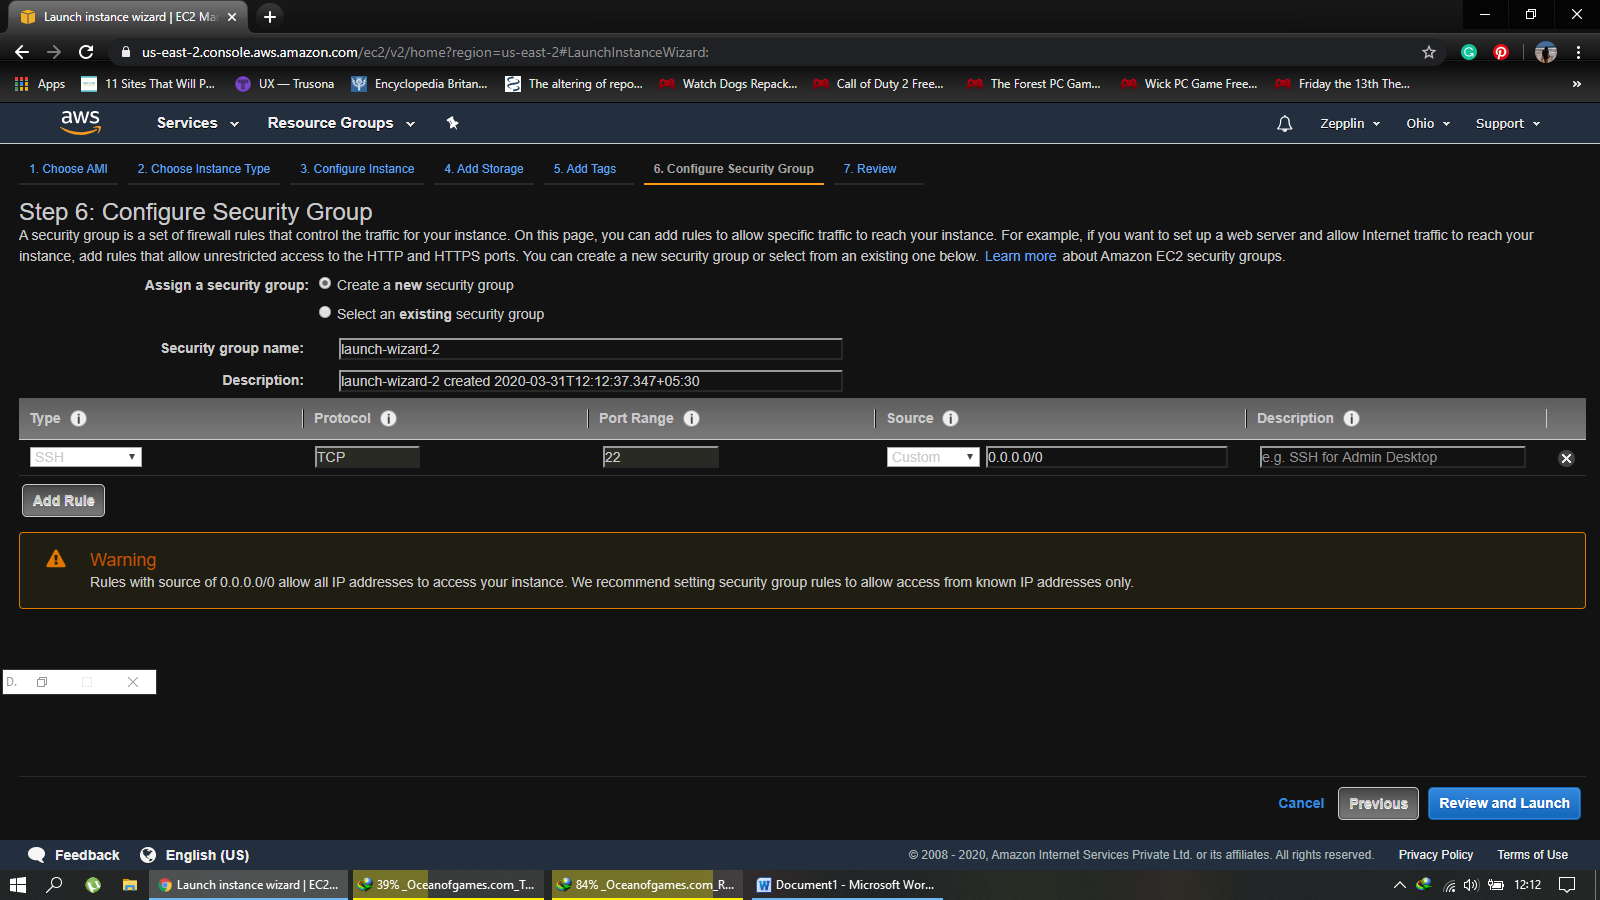 Launch instance wizard | EC2 Ma
us-east-2.console.aws.amazon.com/ec2/v2/home?region=us-east-2#LaunchInstanceWizard:
Apps 11 Sites That Will P... UX — Trusona Encyclopedia Britan... The altering of repo... Watch Dogs Repack... Call of Duty 2 Free... The Forest PC Gam... Wick PC Game Free... Friday the 13th The... »
aws Services Resource Groups Zepplin Ohio Support
1. Choose AMI 2. Choose Instance Type 3. Configure Instance 4. Add Storage 5. Add Tags 6. Configure Security Group 7. Review
Step 6: Configure Security Group
A security group is a set of firewall rules that control the traffic for your instance. On this page, you can add rules to allow specific traffic to reach your instance. For example, if you want to set up a web server and allow Internet traffic to reach your
instance, add rules that allow unrestricted access to the HTTP and HTTPS ports. You can create a new security group or select from an existing one below. Learn more about Amazon EC2 security groups.
Assign a security group: Create a new security group
Select an existing security group
Security group name: launch-wizard-2
Description: launch-wizard-2 created 2020-03-31T12:12:37.347+05:30
Type i Protocol i Port Range i Source i Description i
SSH TCP 22 Custom 0.0.0.0/0 e.g. SSH for Admin Desktop
Add Rule
Warning
Rules with source of 0.0.0.0/0 allow all IP addresses to access your instance. We recommend setting security group rules to allow access from known IP addresses only.
D.
Cancel Previous Review and Launch
Feedback English (US) © 2008 - 2020, Amazon Internet Services Private Ltd. or its affiliates. All rights reserved. Privacy Policy Terms of Use
Launch instance wizard | EC2... 39% _Oceanofgames.com_T... 84% _Oceanofgames.com_R... Document1 - Microsoft Wor... 12:12